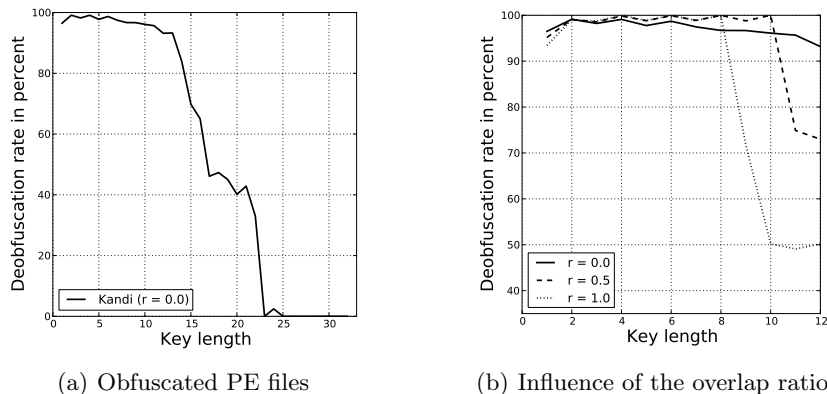 100
80
60
40
20
0
0 5 10 15 20 25 30
Deobfuscation rate in percent
Key length
Kandi (r = 0.0)
(a) Obfuscated PE files
100
90
80
70
60
50
40
0 2 4 6 8 10 12
Deobfuscation rate in percent
Key length
r = 0.0
r = 0.5
r = 1.0
(b) Influence of the overlap ratio